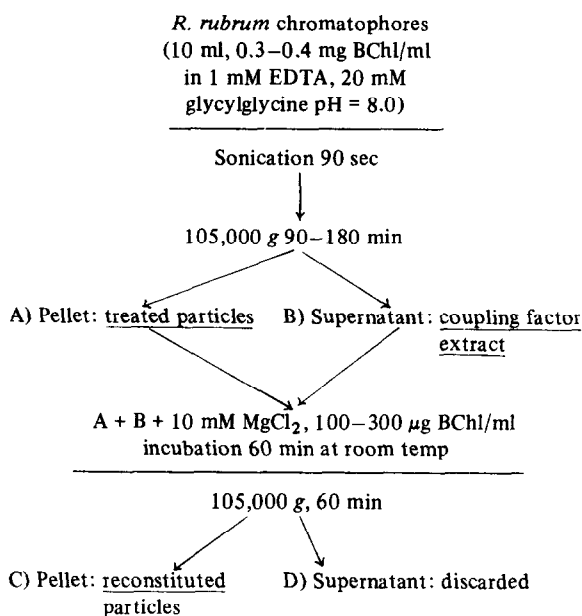 R. rubrum chromatophores
(10 ml, 0.3–0.4 mg BChl/ml
in 1 mM EDTA, 20 mM
glycylglycine pH = 8.0)
Sonication 90 sec
105,000 g 90–180 min
A) Pellet: treated particles B) Supernatant: coupling factor
extract
A + B + 10 mM MgCl₂, 100–300 μg BChl/ml
incubation 60 min at room temp
105,000 g, 60 min
C) Pellet: reconstituted D) Supernatant: discarded
particles